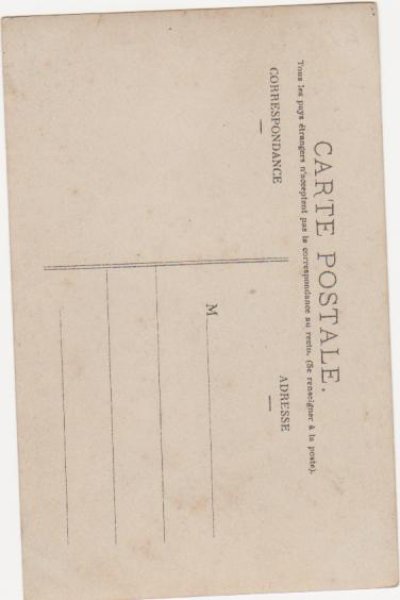 CARTE POSTALE.
Tous les pays étrangers n'acceptent pas la correspondance au recto. (Se renseigner à la poste).
CORRESPONDANCE
ADRESSE
M